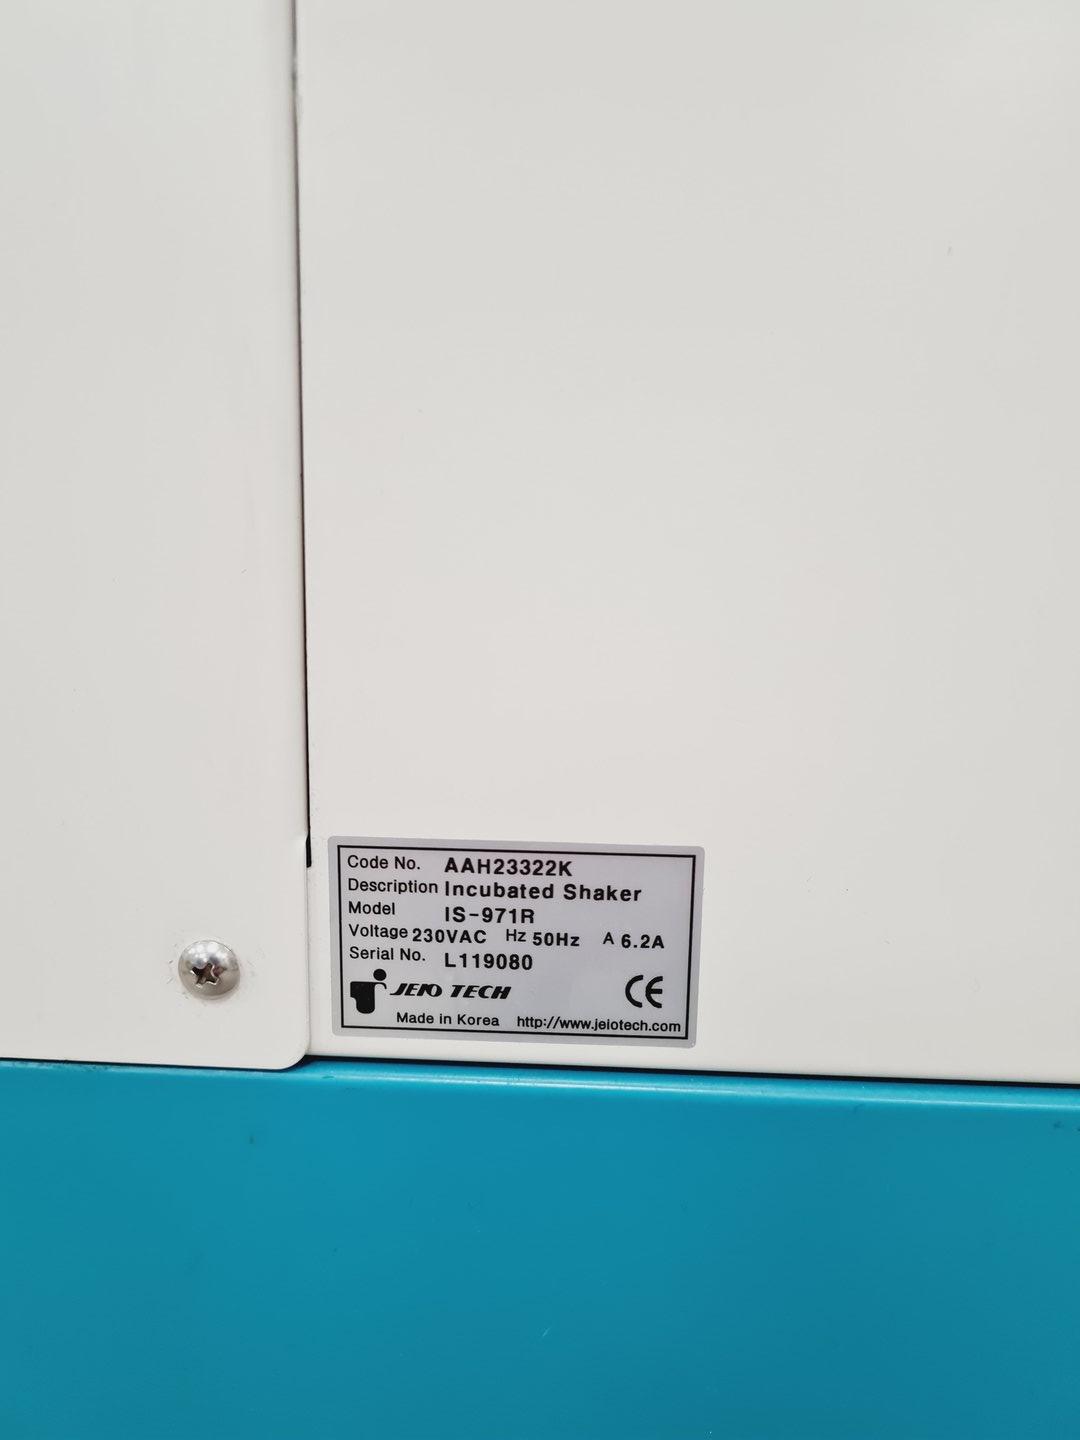 Code No. AAH23322K
Description Incubated Shaker
Model IS-971R
Voltage 230VAC Hz 50Hz A 6.2A
Serial No. L119080
JEIO TECH CE
Made in Korea http://www.jeiotech.com